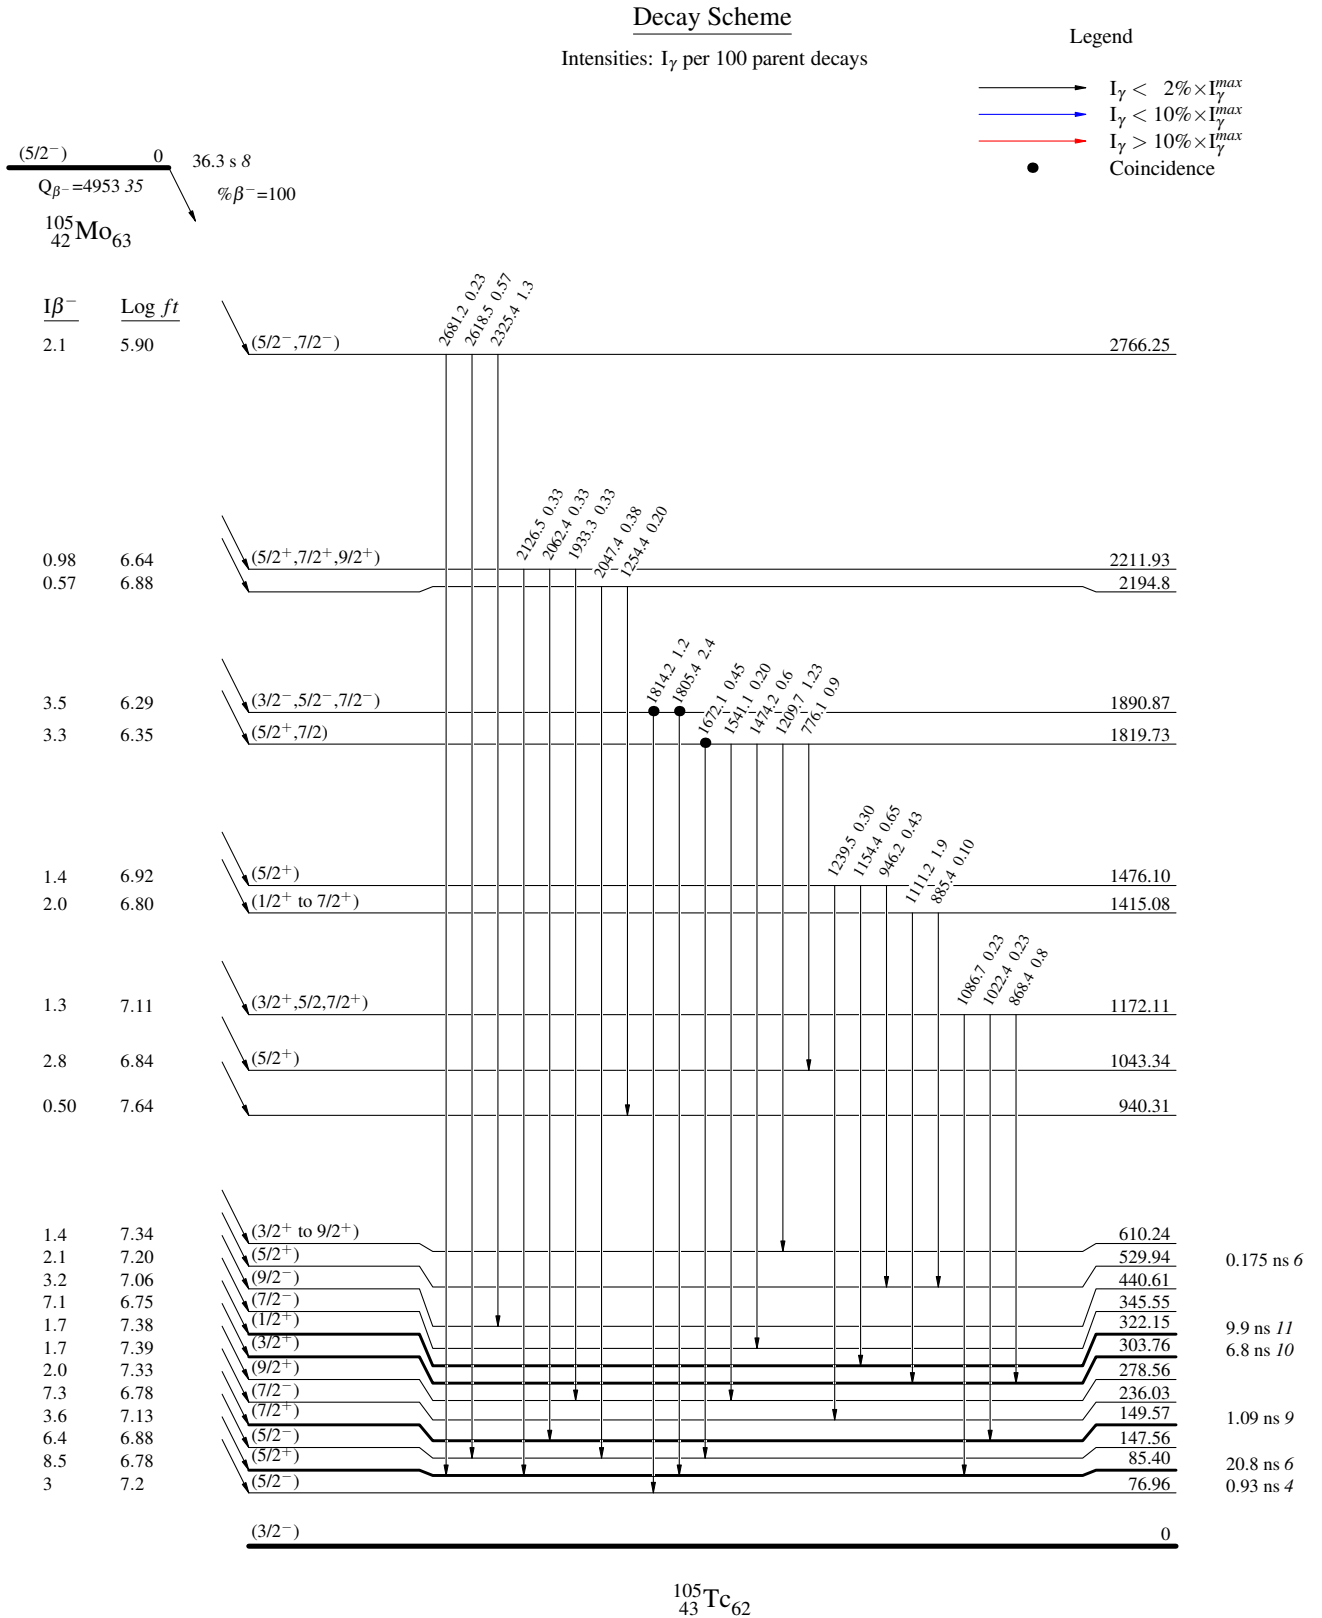 Decay Scheme
Intensities: Iγ per 100 parent decays
Legend
Iγ < 2%×Iγ^max
Iγ < 10%×Iγ^max
Iγ > 10%×Iγ^max
Coincidence
(5/2⁻) 0 36.3 s 8
Qβ⁻=4953 35 %β⁻=100
¹⁰⁵₄₂Mo₆₃
Iβ⁻ Log ft
2681.2 0.23
2618.5 0.57
2325.4 1.3
2.1 5.90 (5/2⁻,7/2⁻) 2766.25
2126.5 0.33
2062.4 0.33
1933.3 0.33
2047.4 0.38
1254.4 0.20
0.98 6.64 (5/2⁺,7/2⁺,9/2⁺) 2211.93
0.57 6.88 2194.8
1814.2 1.2
1805.4 2.4
1672.1 0.45
1541.1 0.20
1474.2 0.6
1209.7 1.23
776.1 0.9
3.5 6.29 (3/2⁻,5/2⁻,7/2⁻) 1890.87
3.3 6.35 (5/2⁺,7/2) 1819.73
1239.5 0.30
1154.4 0.65
946.2 0.43
1111.2 1.9
885.4 0.10
1.4 6.92 (5/2⁺) 1476.10
2.0 6.80 (1/2⁺ to 7/2⁺) 1415.08
1086.7 0.23
1022.4 0.23
868.4 0.8
1.3 7.11 (3/2⁺,5/2,7/2⁺) 1172.11
2.8 6.84 (5/2⁺) 1043.34
0.50 7.64 940.31
1.4 7.34 (3/2⁺ to 9/2⁺) 610.24
2.1 7.20 (5/2⁺) 529.94 0.175 ns 6
3.2 7.06 (9/2⁻) 440.61
7.1 6.75 (7/2⁻) 345.55
1.7 7.38 (1/2⁺) 322.15 9.9 ns 11
1.7 7.39 (3/2⁺) 303.76 6.8 ns 10
2.0 7.33 (9/2⁺) 278.56
7.3 6.78 (7/2⁻) 236.03
3.6 7.13 (7/2⁺) 149.57 1.09 ns 9
6.4 6.88 (5/2⁻) 147.56
8.5 6.78 (5/2⁺) 85.40 20.8 ns 6
3 7.2 (5/2⁻) 76.96 0.93 ns 4
(3/2⁻) 0
¹⁰⁵₄₃Tc₆₂